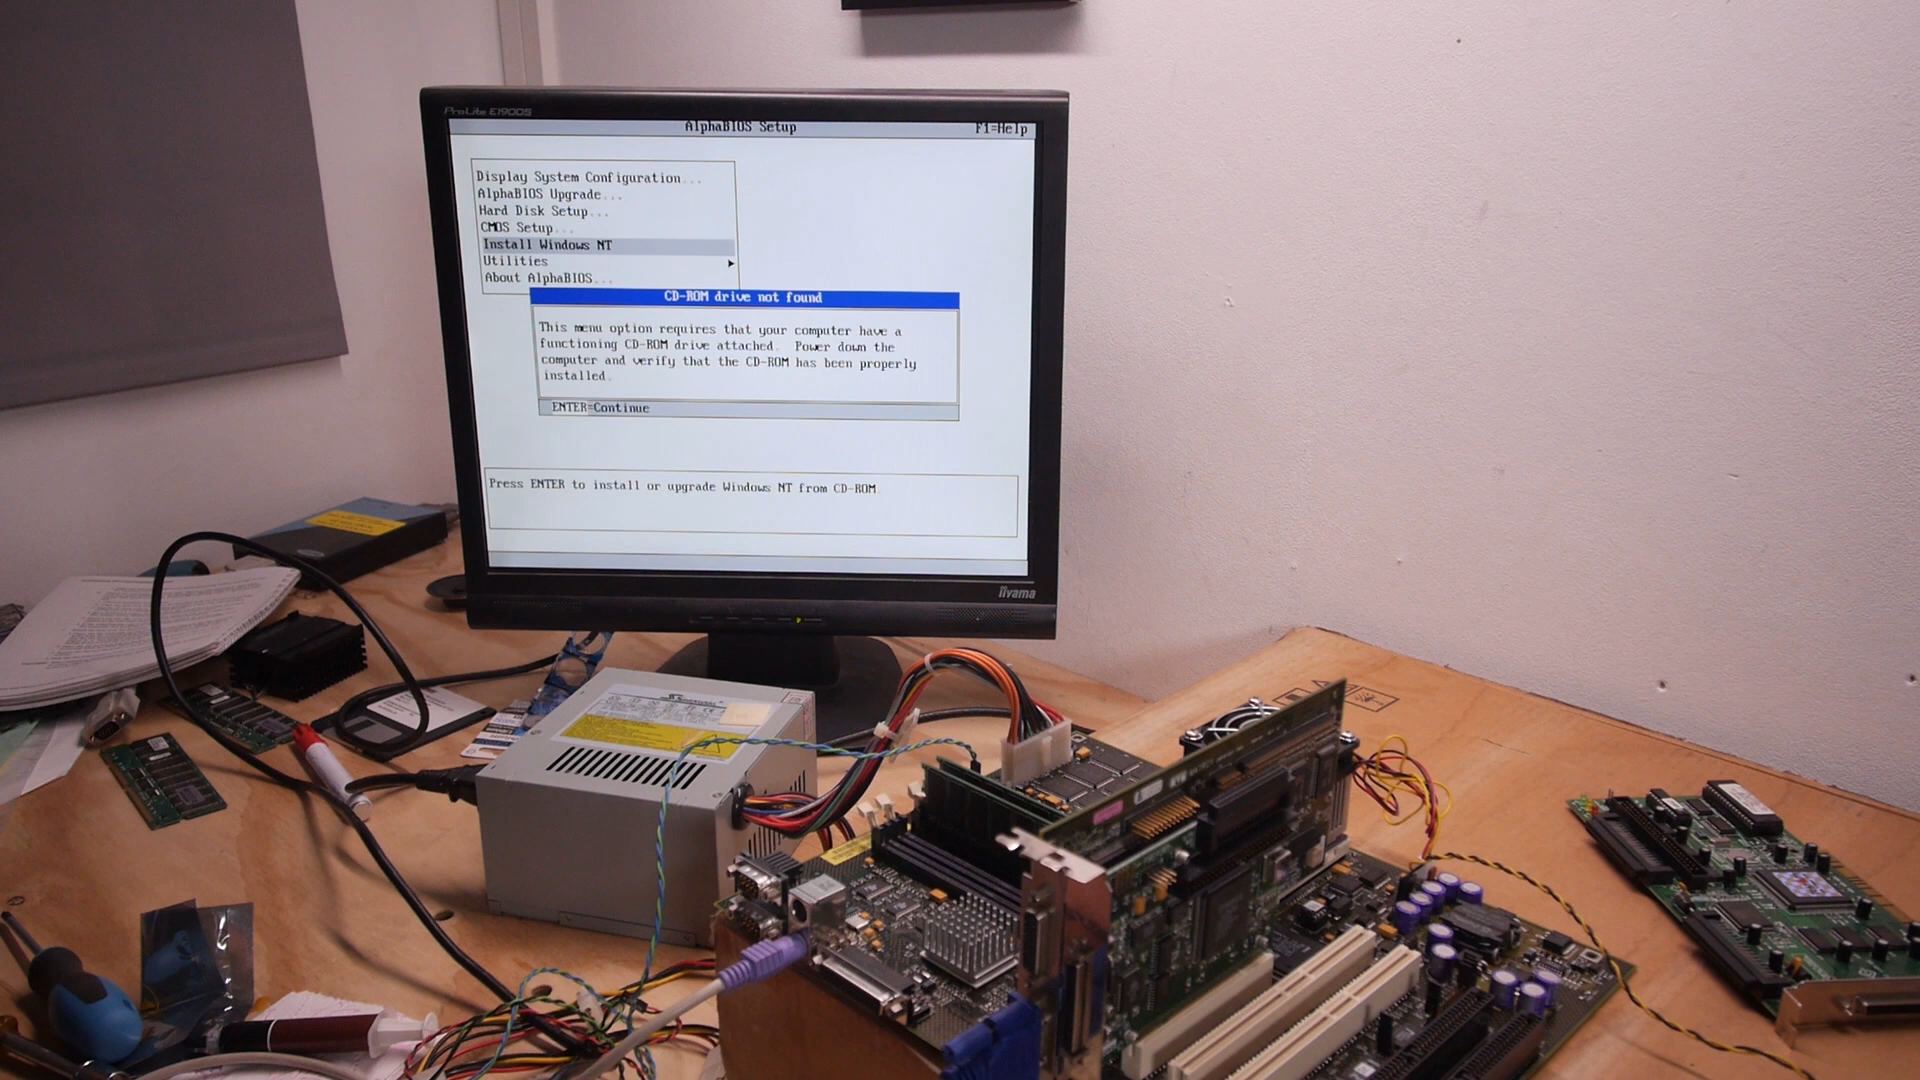 ProLite E1900S
AlphaBIOS Setup
F1=Help
Display System Configuration...
AlphaBIOS Upgrade...
Hard Disk Setup...
CMOS Setup...
Install Windows NT
Utilities
About AlphaBIOS...
CD-ROM drive not found
This menu option requires that your computer have a
functioning CD-ROM drive attached. Power down the
computer and verify that the CD-ROM has been properly
installed.
ENTER=Continue
Press ENTER to install or upgrade Windows NT from CD-ROM.
iiyama